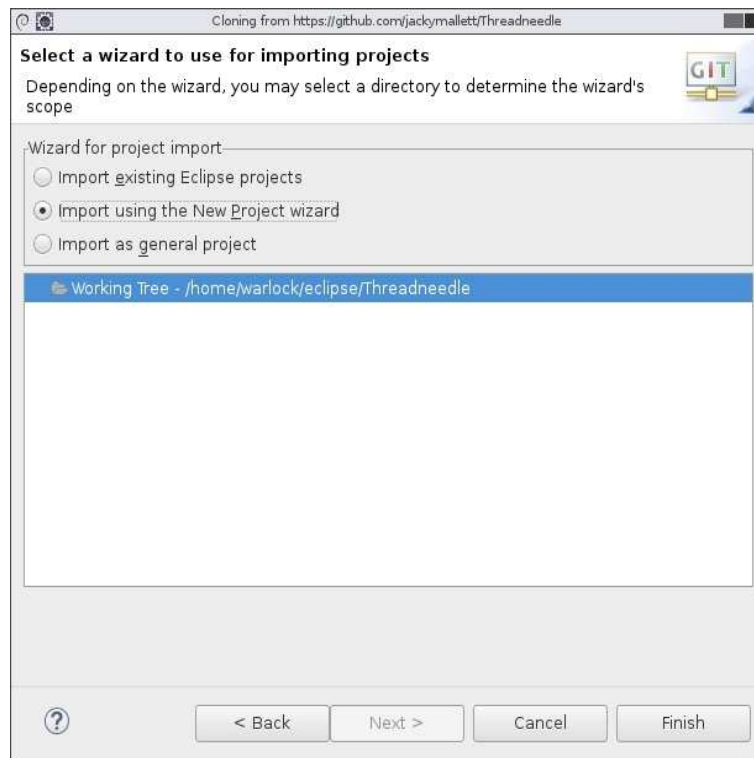 Cloning from https://github.com/jackymallett/Threadneedle
Select a wizard to use for importing projects
Depending on the wizard, you may select a directory to determine the wizard's
scope
GIT
Wizard for project import
Import existing Eclipse projects
Import using the New Project wizard
Import as general project
Working Tree - /home/warlock/eclipse/Threadneedle
?
< Back
Next >
Cancel
Finish